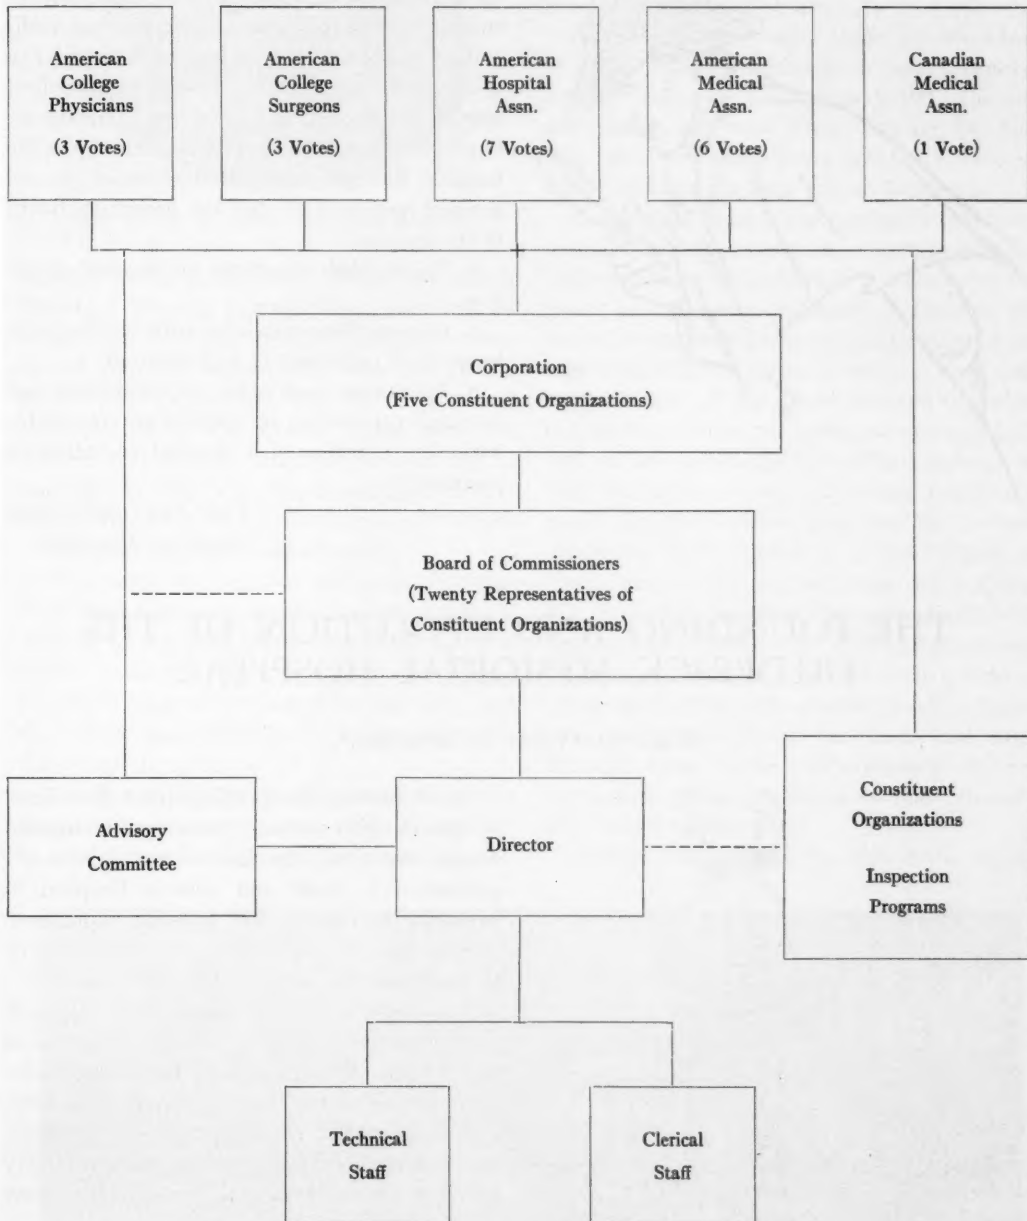 American
College
Physicians
(3 Votes)
American
College
Surgeons
(3 Votes)
American
Hospital
Assn.
(7 Votes)
American
Medical
Assn.
(6 Votes)
Canadian
Medical
Assn.
(1 Vote)
Corporation
(Five Constituent Organizations)
Board of Commissioners
(Twenty Representatives of
Constituent Organizations)
Advisory
Committee
Director
Constituent
Organizations
Inspection
Programs
Technical
Staff
Clerical
Staff